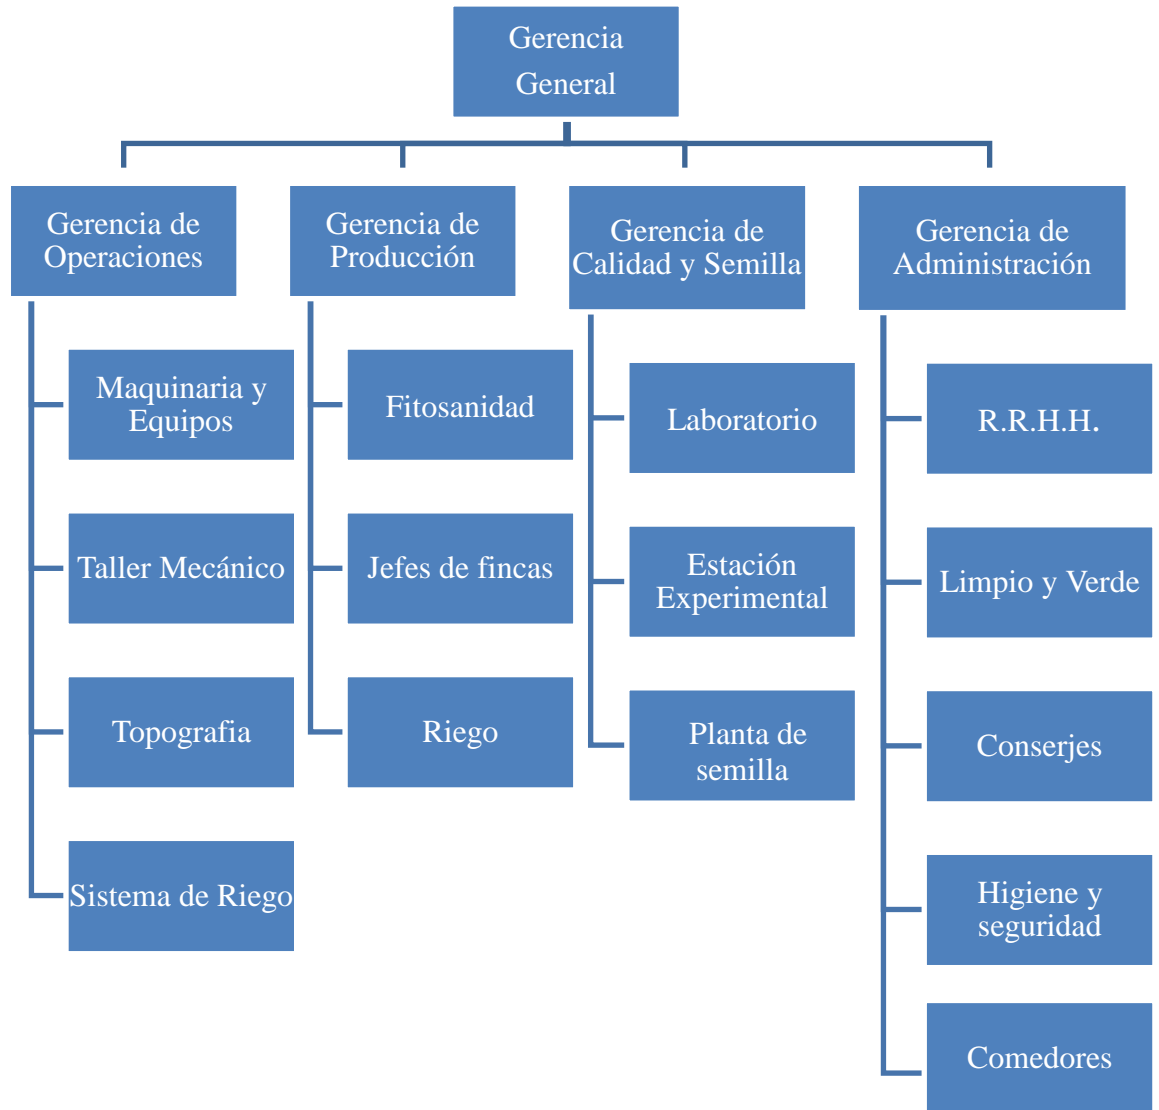 Gerencia
General
Gerencia de
Operaciones
Gerencia de
Producción
Gerencia de
Calidad y Semilla
Gerencia de
Administración
Maquinaria y
Equipos
Taller Mecánico
Topografia
Sistema de Riego
Fitosanidad
Jefes de fincas
Riego
Laboratorio
Estación
Experimental
Planta de
semilla
R.R.H.H.
Limpio y Verde
Conserjes
Higiene y
seguridad
Comedores